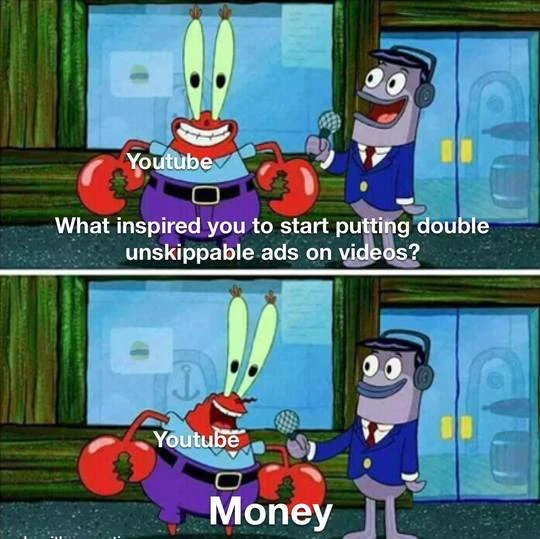 Youtube
What inspired you to start putting double
unskippable ads on videos?
Youtube
Money